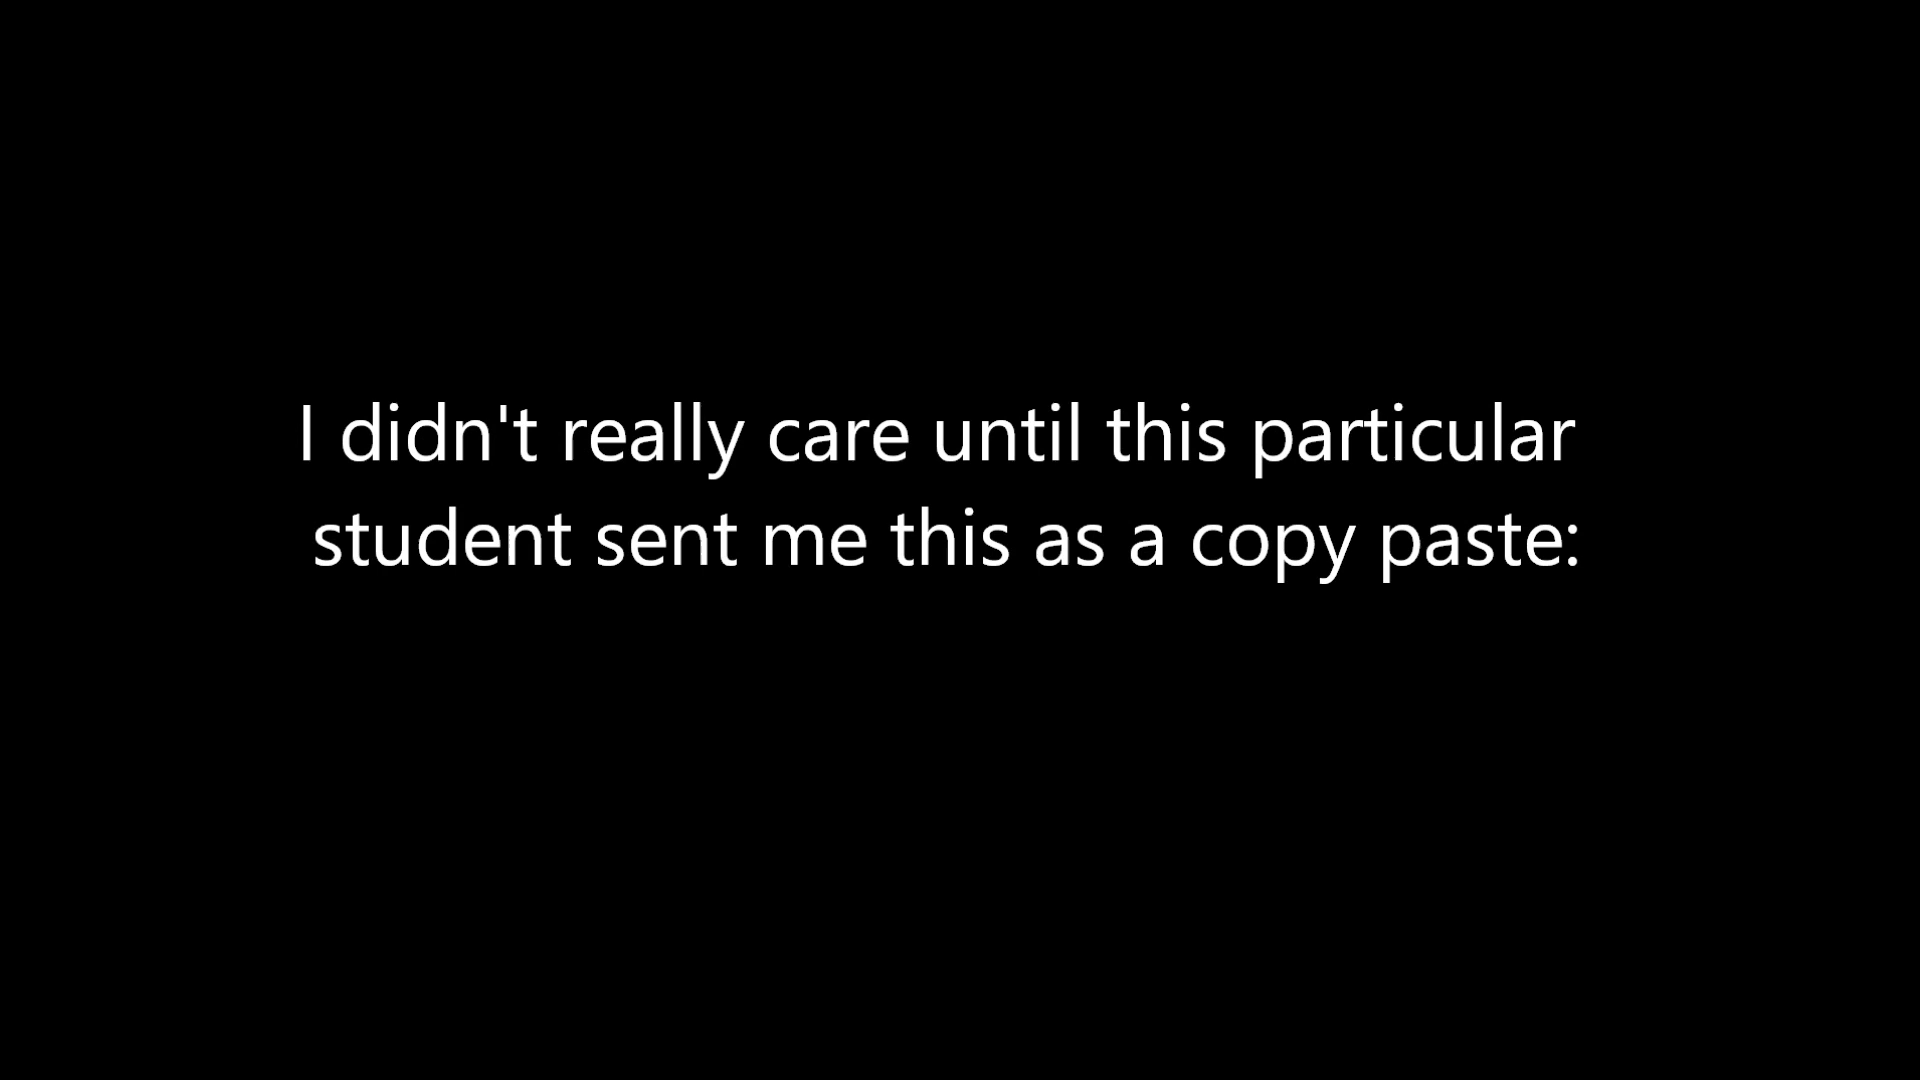 I didn't really care until this particular
student sent me this as a copy paste: